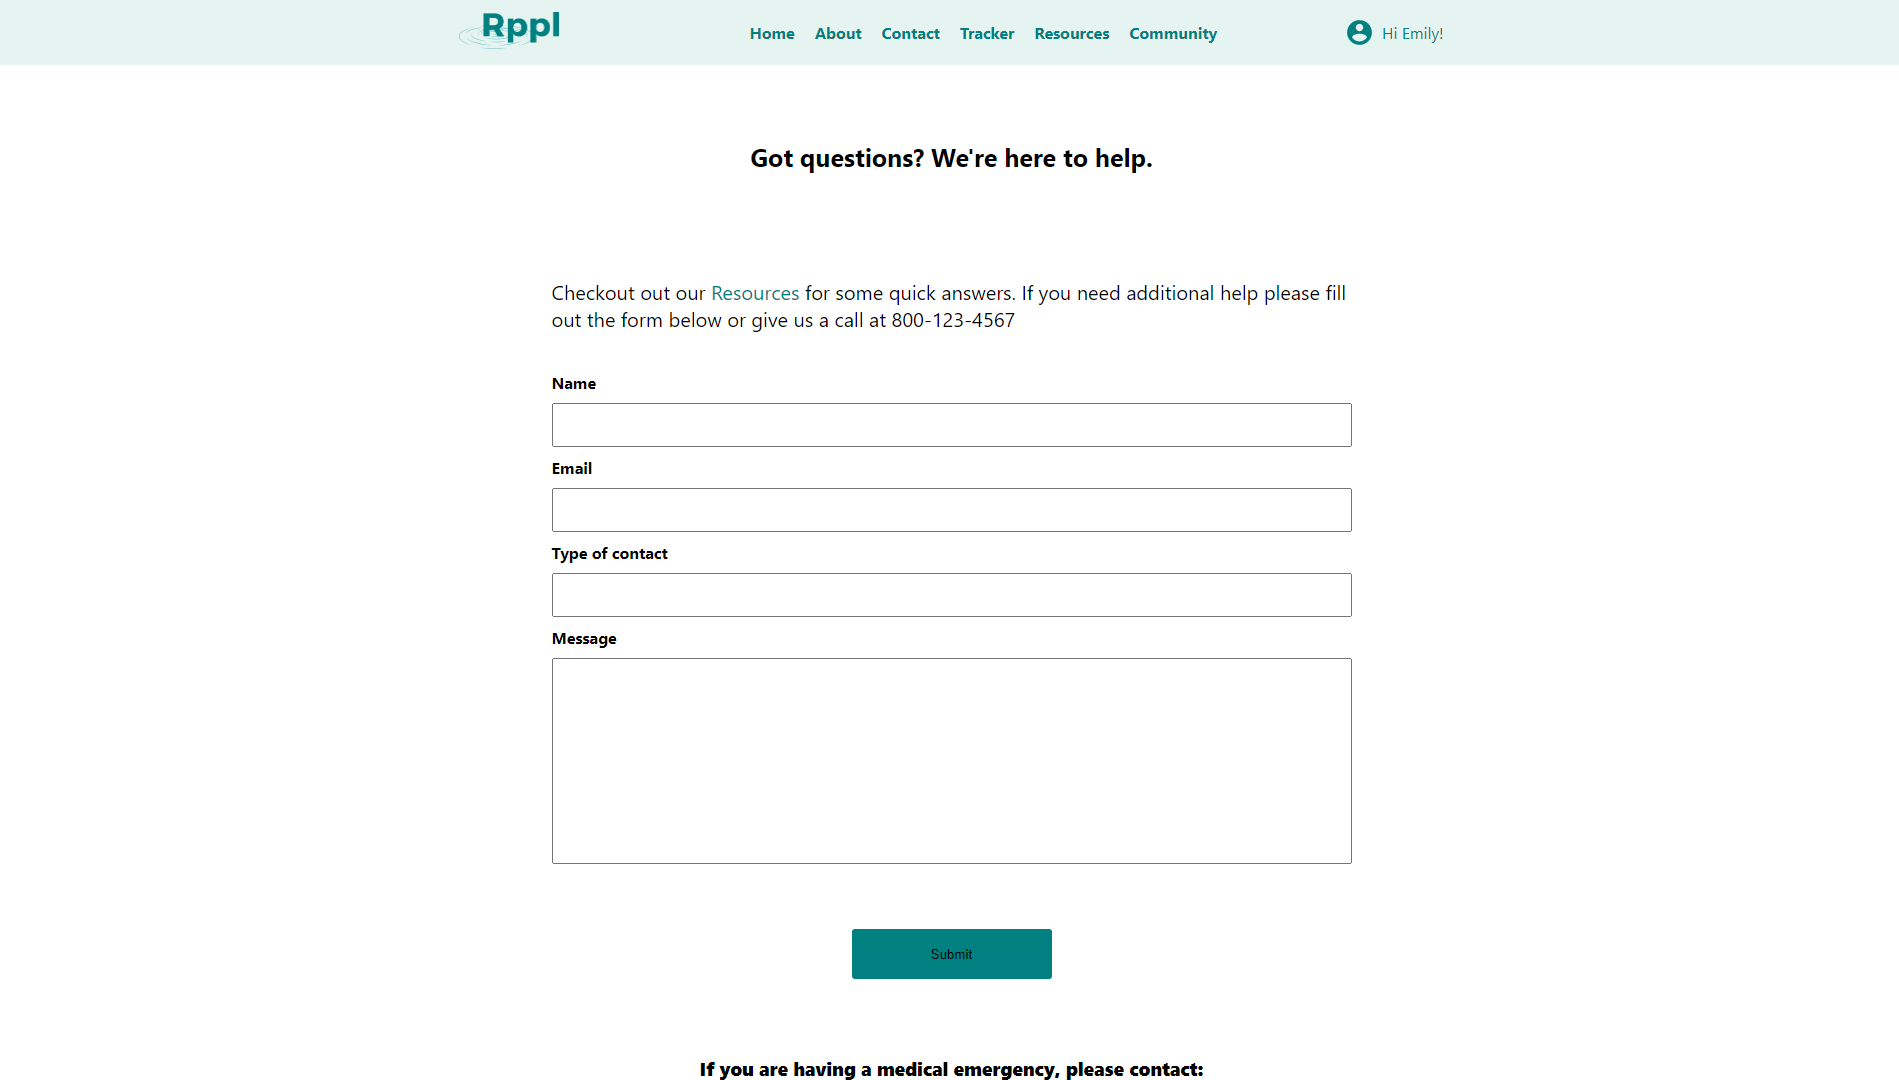 Rppl
Home About Contact Tracker Resources Community
Hi Emily!
Got questions? We're here to help.
Checkout out our Resources for some quick answers. If you need additional help please fill
out the form below or give us a call at 800-123-4567
Name
Email
Type of contact
Message
Submit
If you are having a medical emergency, please contact: